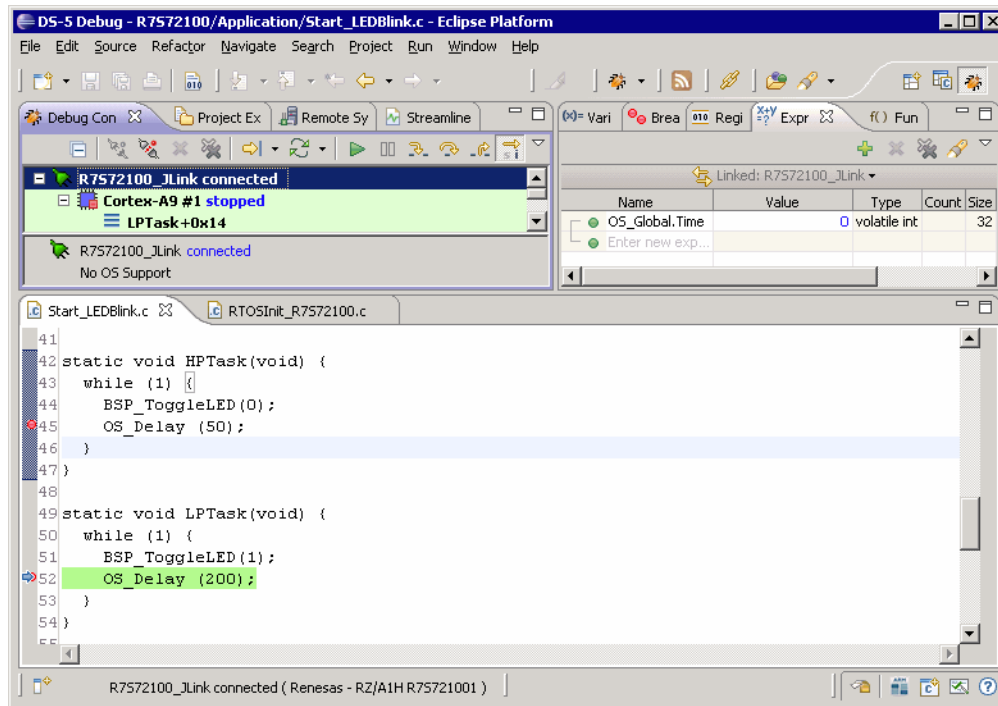 DS-5 Debug - R7S72100/Application/Start_LEDBlink.c - Eclipse Platform
File Edit Source Refactor Navigate Search Project Run Window Help
Debug Con Project Ex Remote Sy Streamline
(x)= Vari Brea 010 Regi x+y Expr f() Fun
R7S72100_JLink connected
Cortex-A9 #1 stopped
LPTask+0x14
R7S72100_JLink connected
No OS Support
Linked: R7S72100_JLink
Name Value Type Count Size
OS_Global.Time 0 volatile int 32
Enter new exp...
Start_LEDBlink.c RTOSInit_R7S72100.c
41
42 static void HPTask(void) {
43 while (1) {
44 BSP_ToggleLED(0);
45 OS_Delay (50);
46 }
47 }
48
49 static void LPTask(void) {
50 while (1) {
51 BSP_ToggleLED(1);
52 OS_Delay (200);
53 }
54 }
55
R7S72100_JLink connected ( Renesas - RZ/A1H R7S721001 )